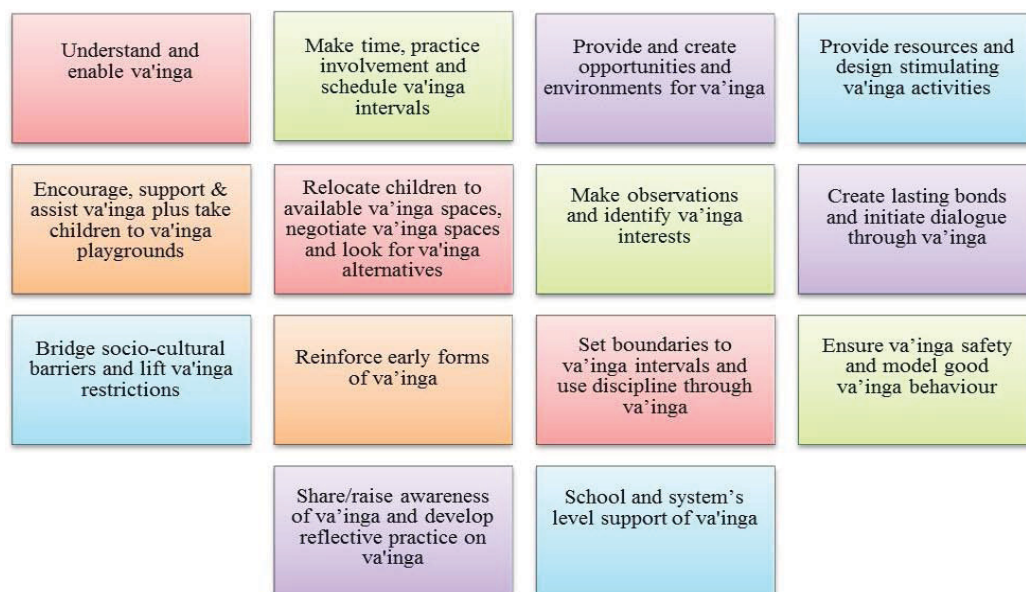 Understand and
enable va'inga
Make time, practice
involvement and
schedule va'inga
intervals
Provide and create
opportunities and
environments for va’inga
Provide resources and
design stimulating
va'inga activities
Encourage, support &
assist va'inga plus take
children to va'inga
playgrounds
Relocate children to
available va’inga spaces,
negotiate va’inga spaces
and look for va'inga
alternatives
Make observations
and identify va’inga
interests
Create lasting bonds
and initiate dialogue
through va’inga
Bridge socio-cultural
barriers and lift va'inga
restrictions
Reinforce early forms
of va’inga
Set boundaries to
va’inga intervals and
use discipline through
va’inga
Ensure va’inga safety
and model good
va’inga behaviour
Share/raise awareness
of va’inga and develop
reflective practice on
va'inga
School and system’s
level support of va'inga